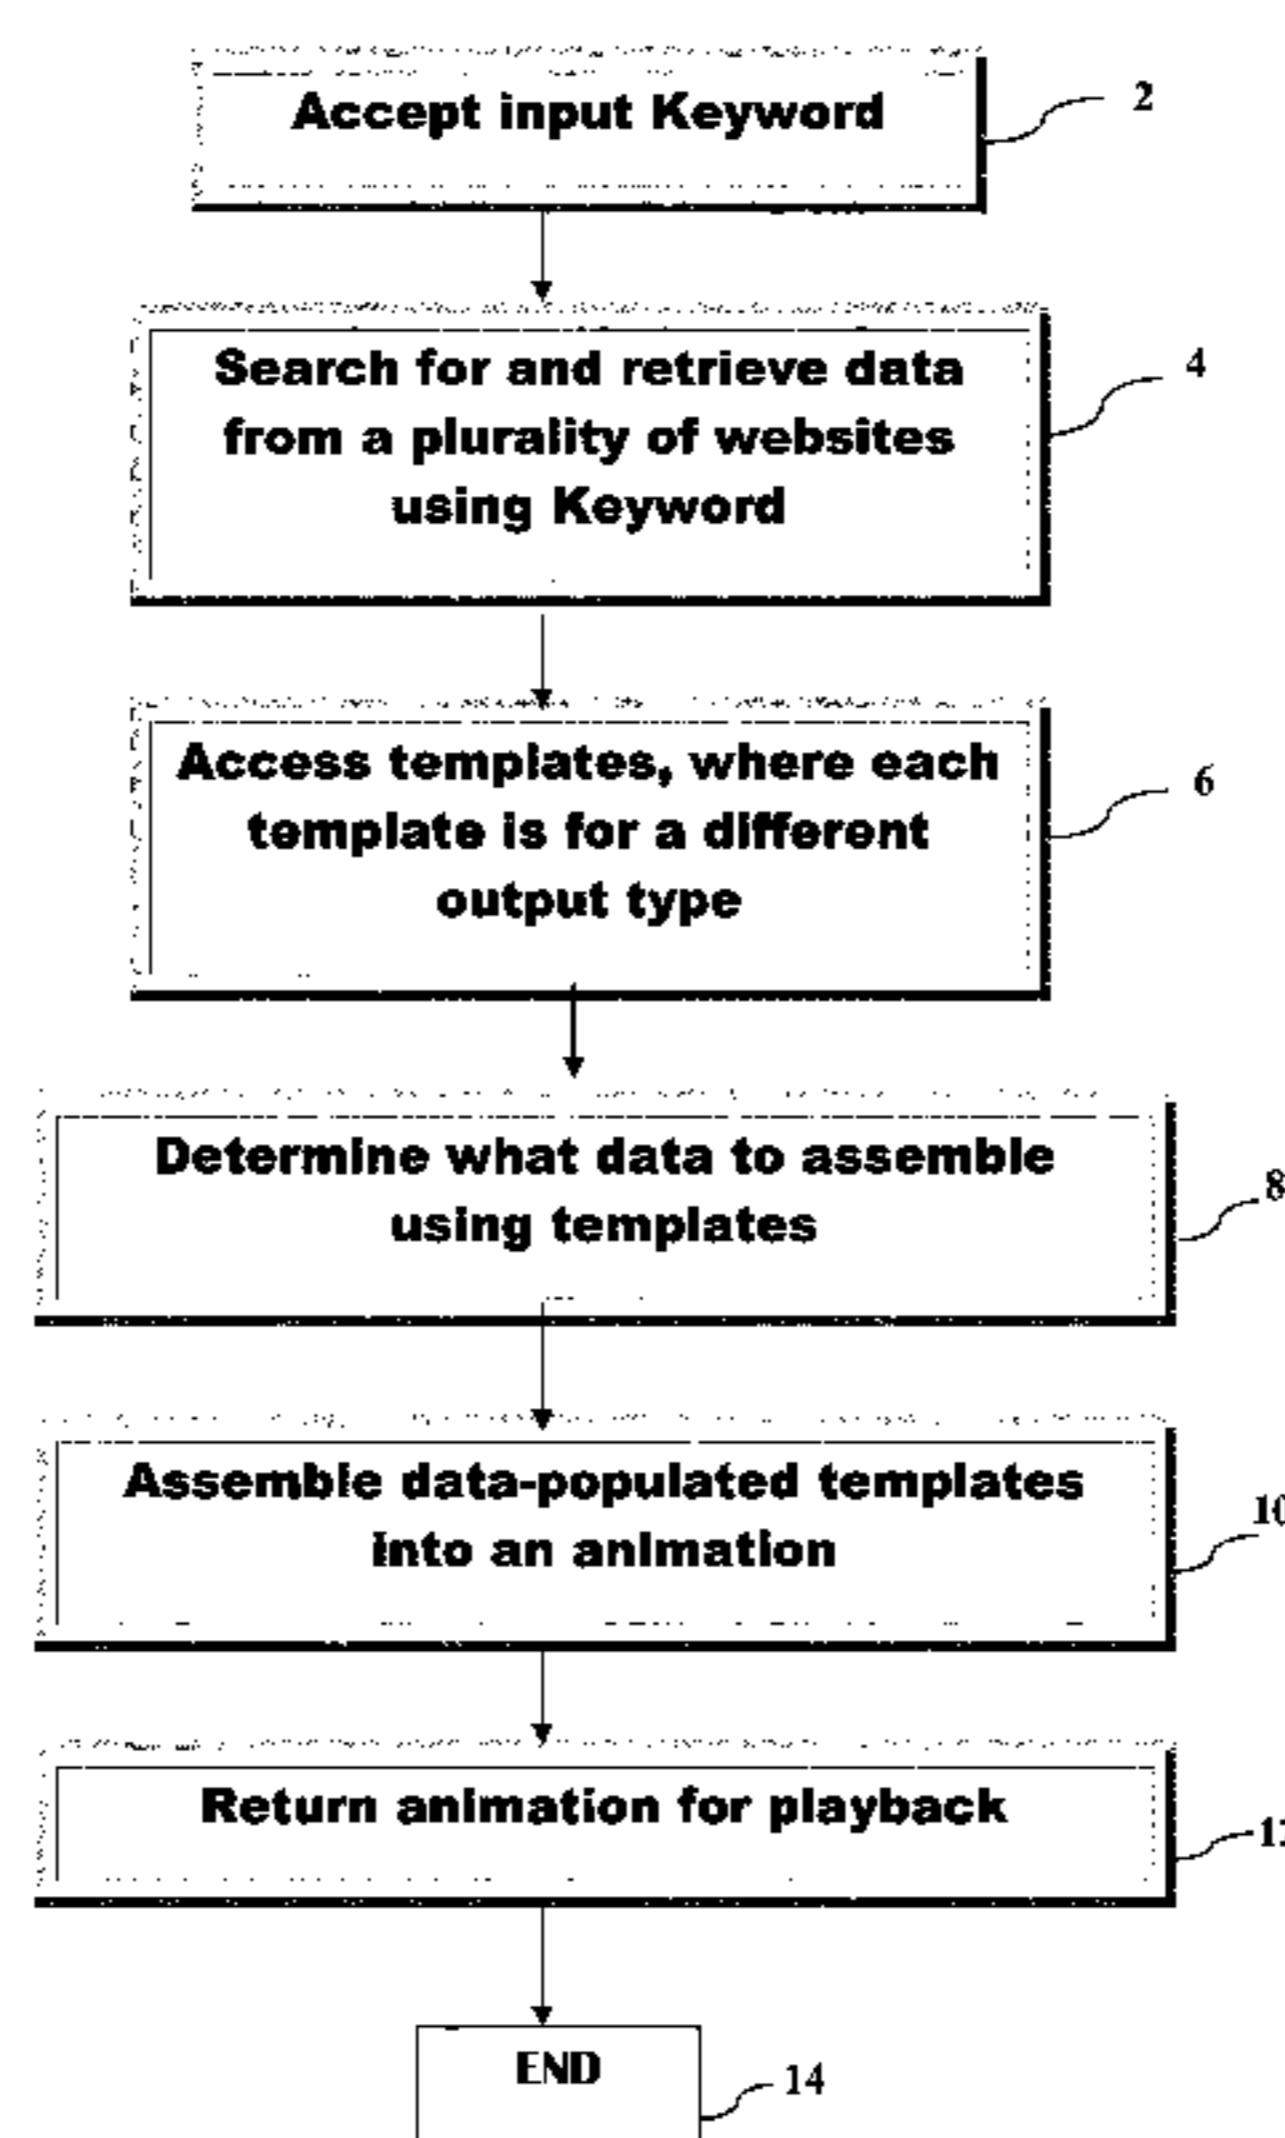 Accept input Keyword
2
Search for and retrieve data
from a plurality of websites
using Keyword
4
Access templates, where each
template is for a different
output type
6
Determine what data to assemble
using templates
8
Assemble data-populated templates
into an animation
10
Return animation for playback
END
14